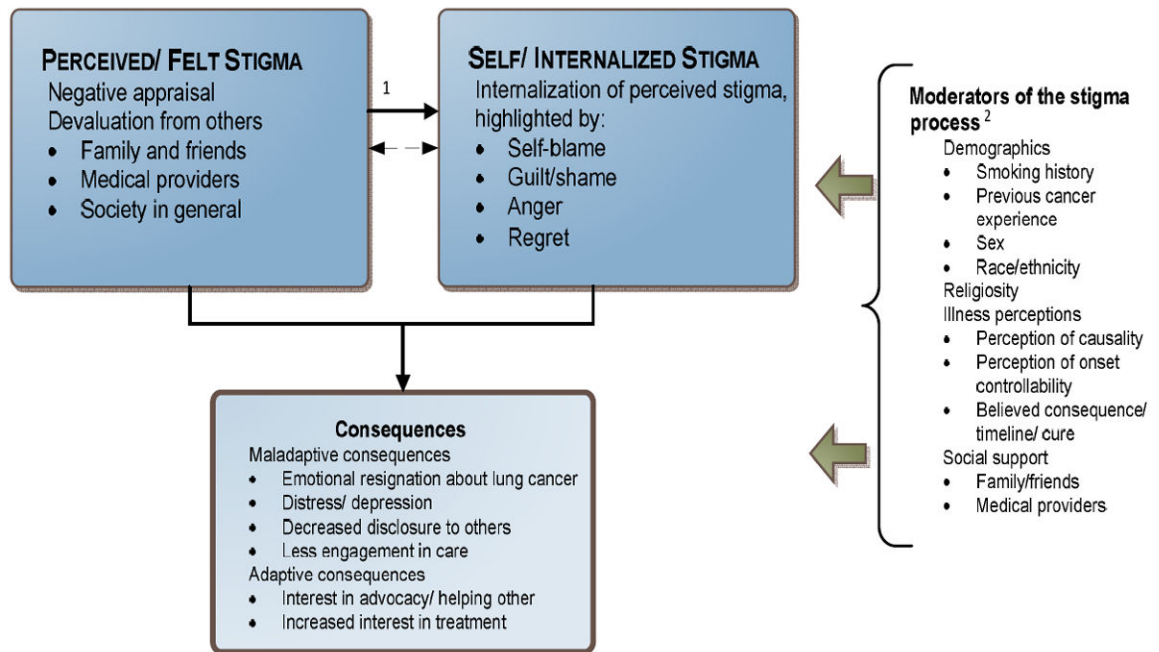 PERCEIVED/ FELT STIGMA
Negative appraisal
Devaluation from others
• Family and friends
• Medical providers
• Society in general
1
SELF/ INTERNALIZED STIGMA
Internalization of perceived stigma,
highlighted by:
• Self-blame
• Guilt/shame
• Anger
• Regret
Moderators of the stigma
process 2
Demographics
• Smoking history
• Previous cancer
experience
• Sex
• Race/ethnicity
Religiosity
Illness perceptions
• Perception of causality
• Perception of onset
controllability
• Believed consequence/
timeline/ cure
Social support
• Family/friends
• Medical providers
Consequences
Maladaptive consequences
• Emotional resignation about lung cancer
• Distress/ depression
• Decreased disclosure to others
• Less engagement in care
Adaptive consequences
• Interest in advocacy/ helping other
• Increased interest in treatment